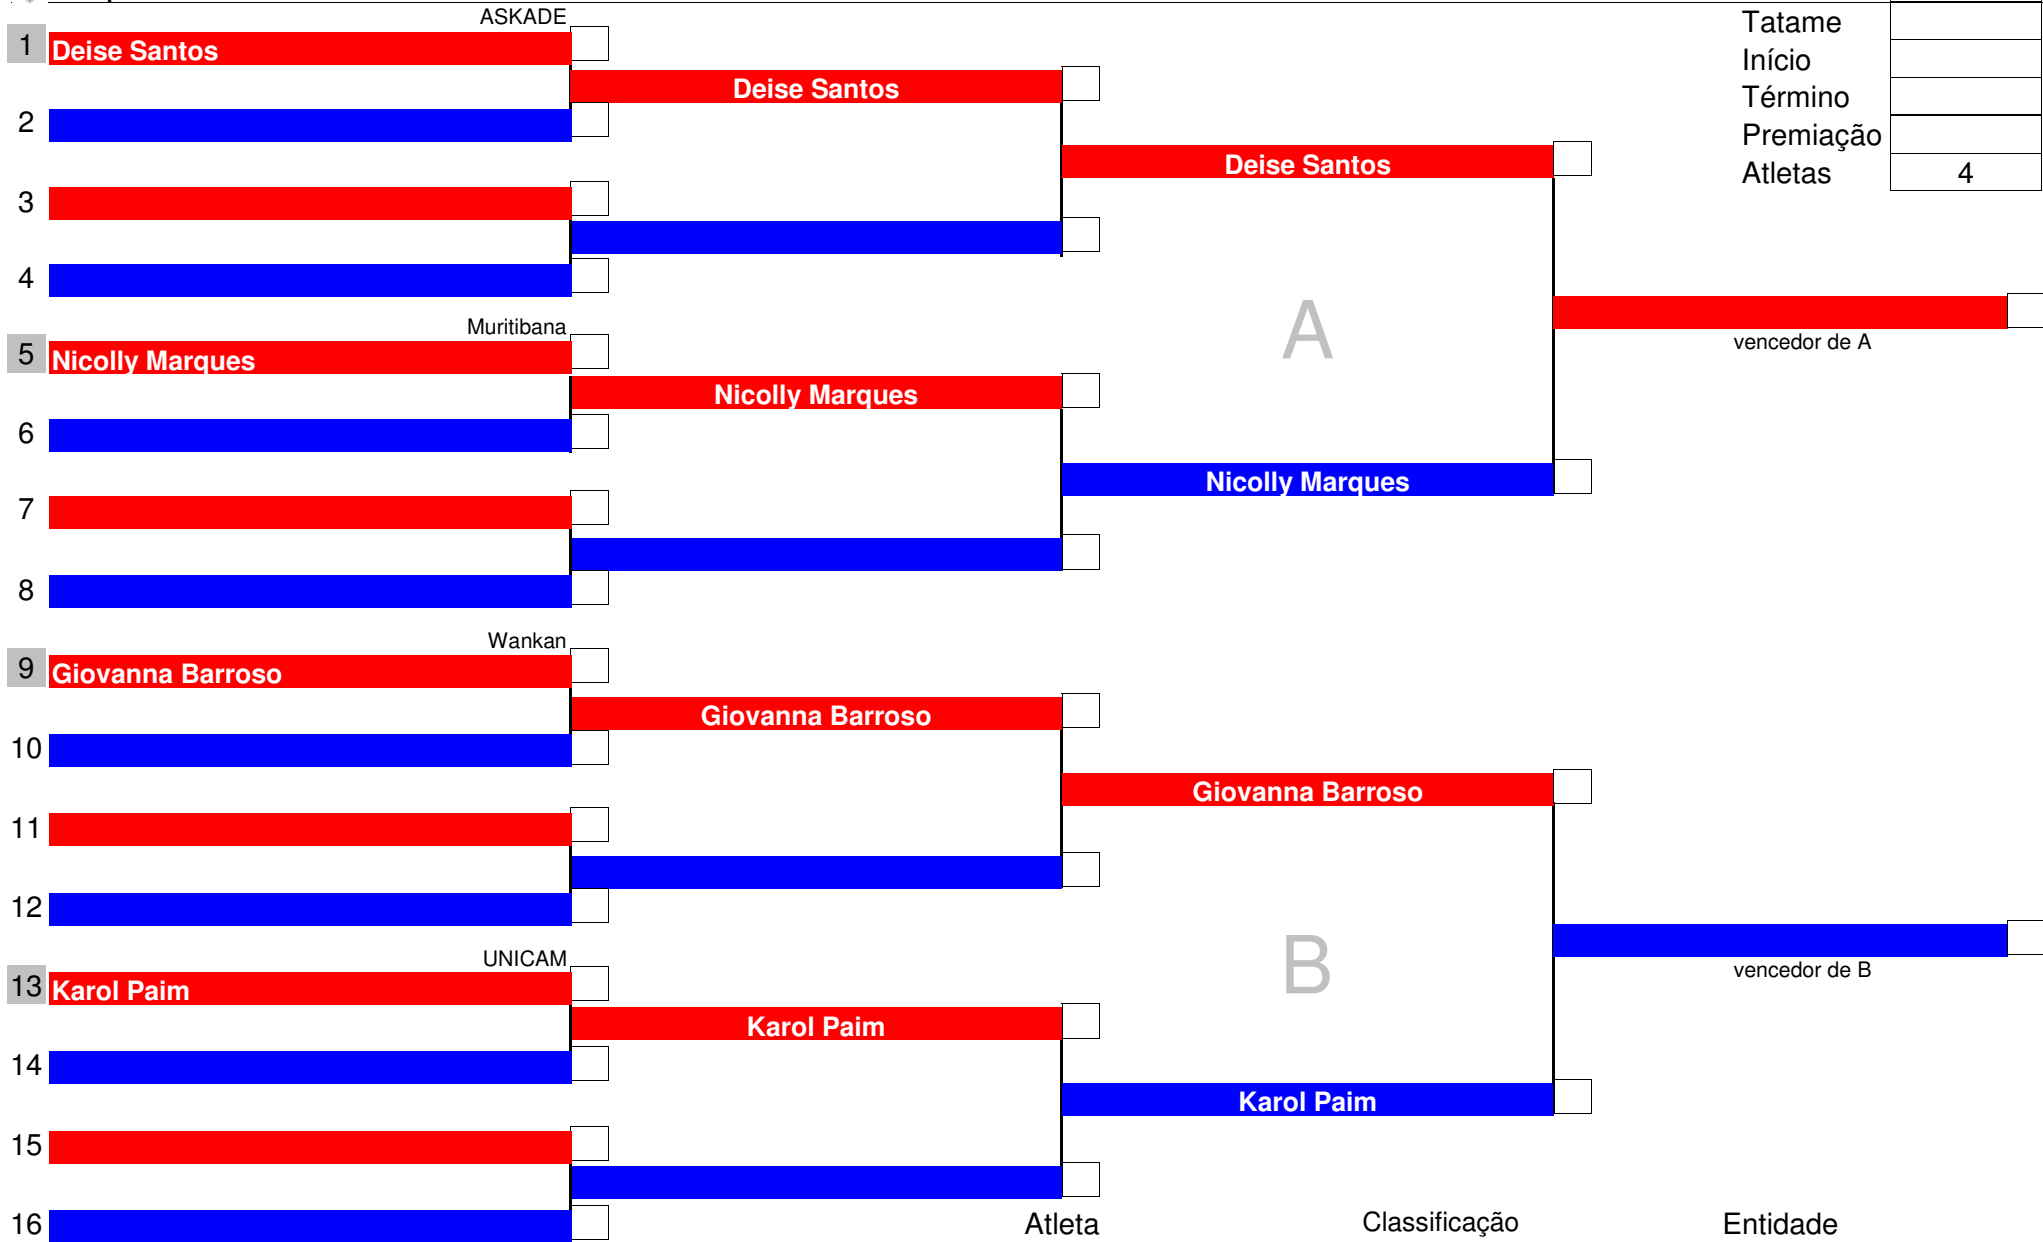 ASKADE
Tatame
1 Deise Santos
Início
Deise Santos
Término
2
Premiação
Deise Santos
Atletas 4
3
4
Muritibana
A
vencedor de A
5 Nicolly Marques
Nicolly Marques
6
Nicolly Marques
7
8
Wankan
9 Giovanna Barroso
Giovanna Barroso
10
Giovanna Barroso
11
12
UNICAM
B
vencedor de B
13 Karol Paim
Karol Paim
14
Karol Paim
15
16
Atleta Classificação Entidade